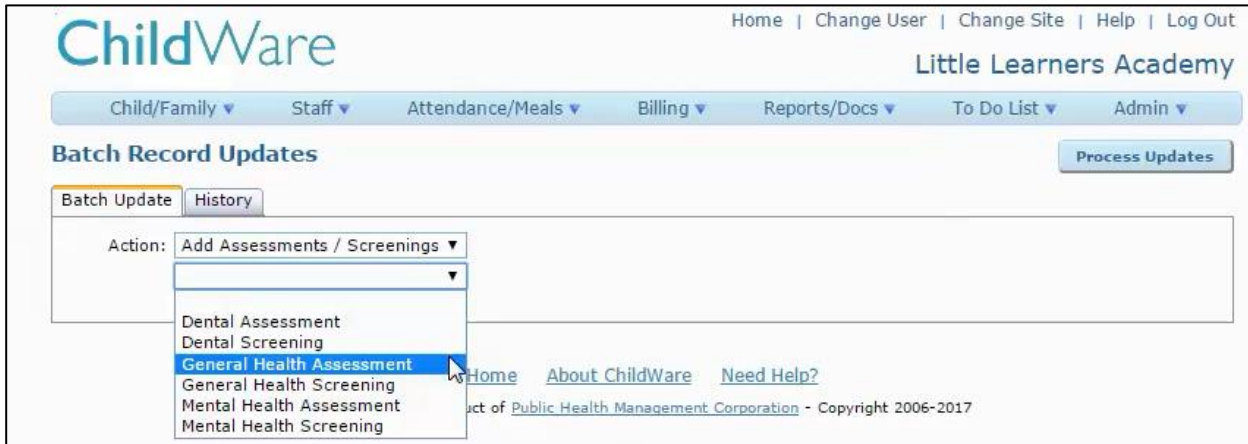 Home | Change User | Change Site | Help | Log Out
ChildWare
Little Learners Academy
Child/Family ▼ Staff ▼ Attendance/Meals ▼ Billing ▼ Reports/Docs ▼ To Do List ▼ Admin ▼
Batch Record Updates
Process Updates
Batch Update History
Action: Add Assessments / Screenings ▼
▼
Dental Assessment
Dental Screening
General Health Assessment
General Health Screening
Mental Health Assessment
Mental Health Screening
Home About ChildWare Need Help?
of Public Health Management Corporation - Copyright 2006-2017